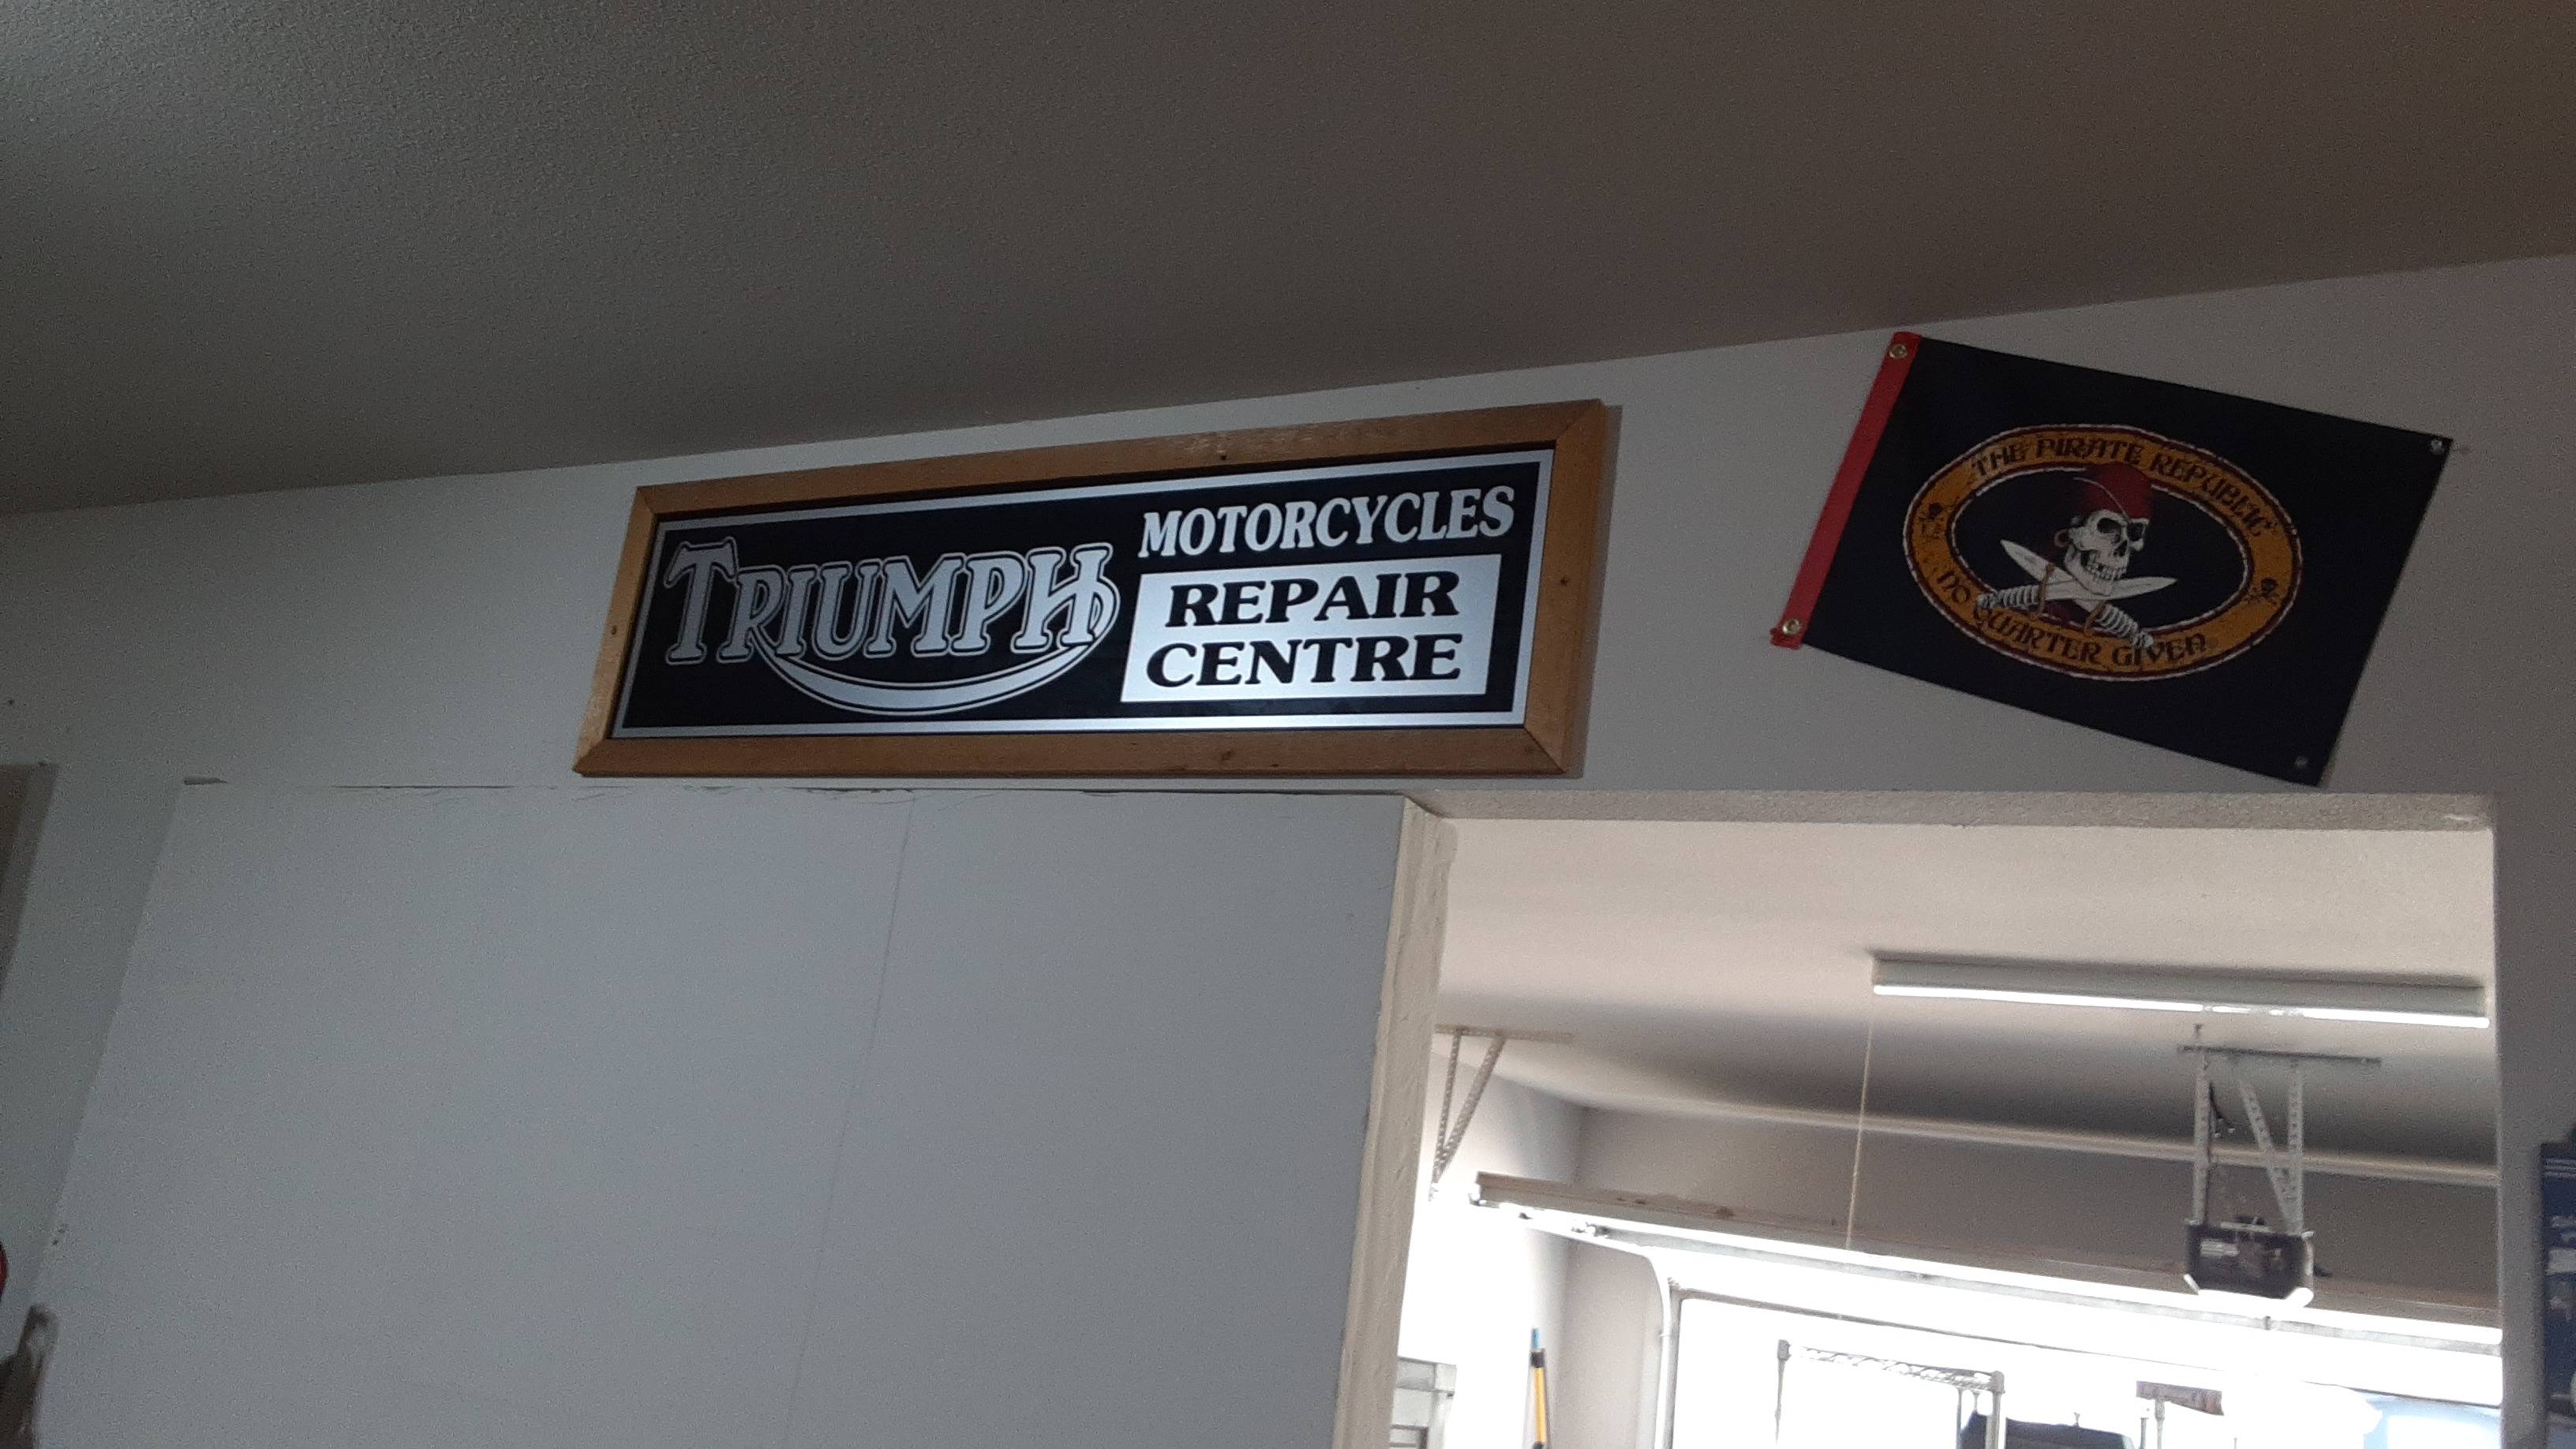 TRIUMPH
MOTORCYCLES
REPAIR
CENTRE
THE PIRATE REPUBLIC
NO QUARTER GIVEN